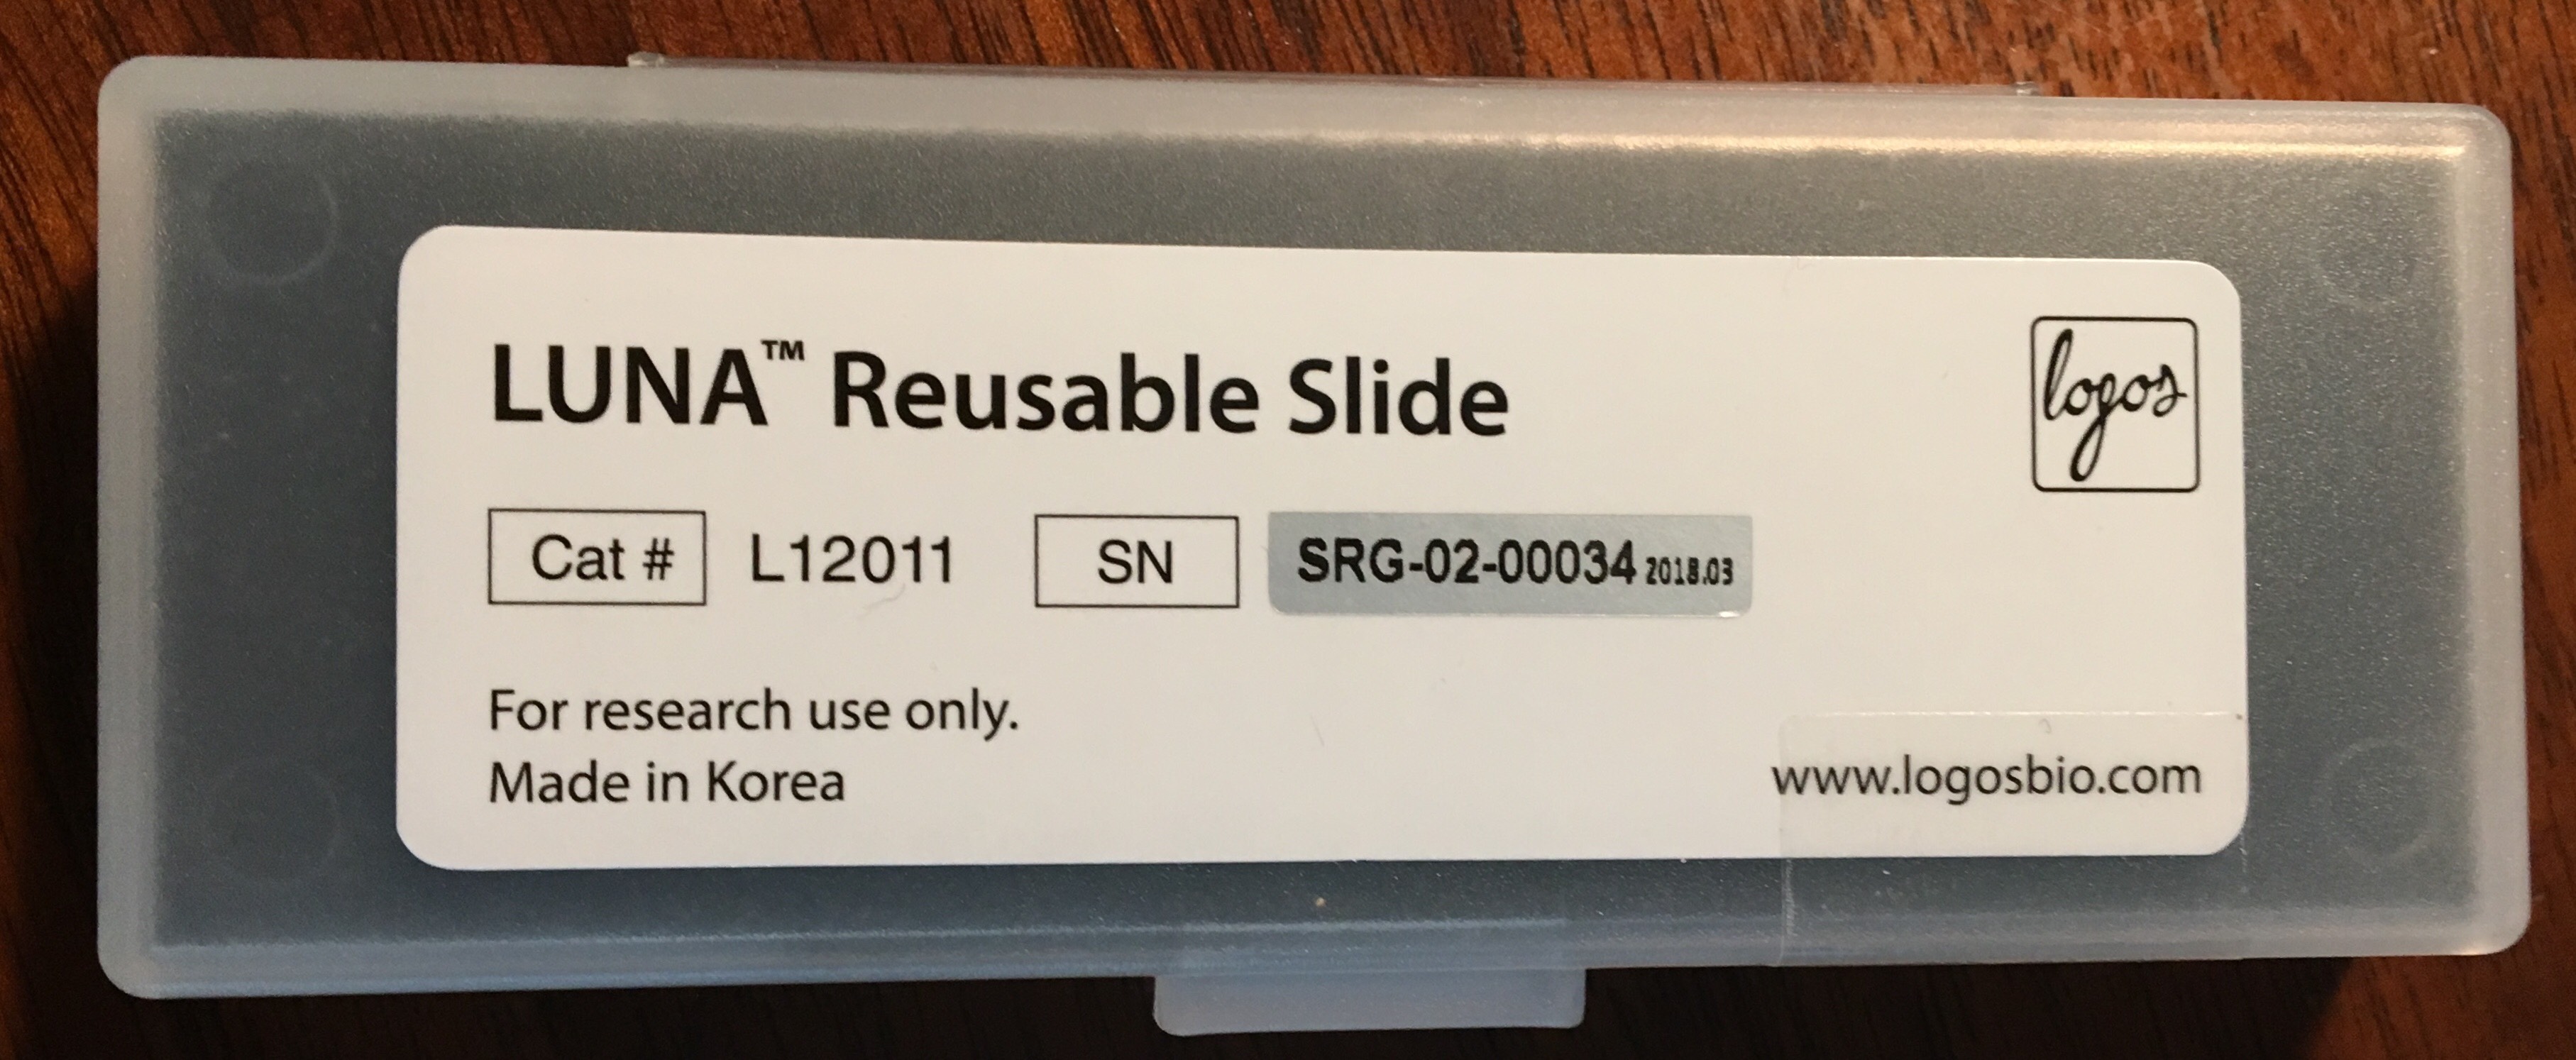 LUNA™ Reusable Slide
logos
Cat # L12011 SN SRG-02-00034 2018.03
For research use only.
Made in Korea
www.logosbio.com